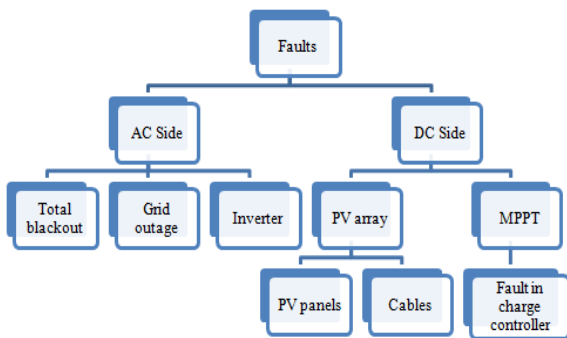 Faults
AC Side
DC Side
Total
blackout
Grid
outage
Inverter
PV array
MPPT
PV panels
Cables
Fault in
charge
controller